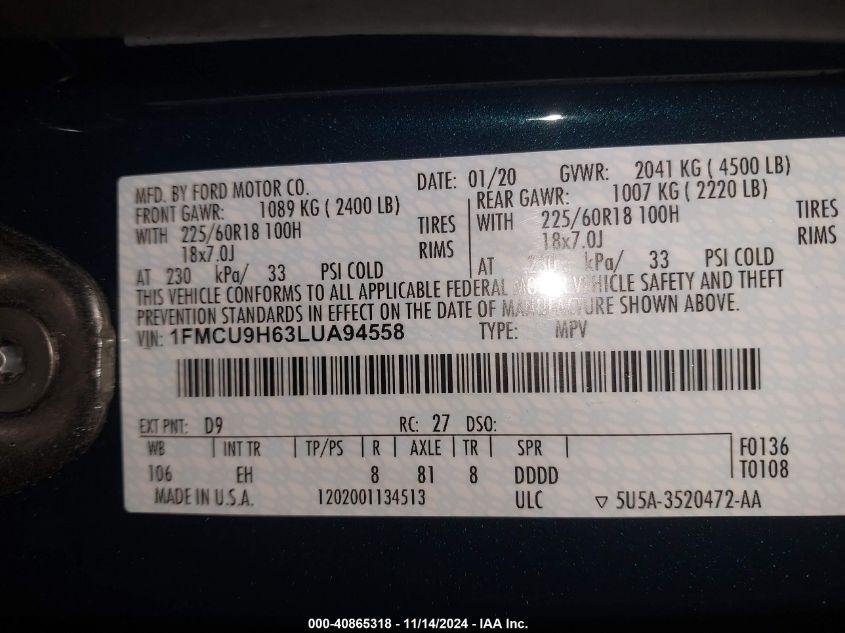 MFD. BY FORD MOTOR CO. DATE: 01/20 GVWR: 2041 KG ( 4500 LB)
FRONT GAWR: 1089 KG ( 2400 LB) REAR GAWR: 1007 KG ( 2220 LB)
WITH 225/60R18 100H TIRES WITH 225/60R18 100H TIRES
18x7.0J RIMS 18x7.0J RIMS
AT 230 kPa/ 33 PSI COLD AT kPa/ 33 PSI COLD
THIS VEHICLE CONFORMS TO ALL APPLICABLE FEDERAL VEHICLE SAFETY AND THEFT
PREVENTION STANDARDS IN EFFECT ON THE DATE OF MANUFACTURE SHOWN ABOVE.
VIN: 1FMCU9H63LUA94558 TYPE: MPV
EXT PNT: D9 RC: 27 DSO:
WB INT TR TP/PS R AXLE TR SPR F0136
106 EH 8 81 8 DDDD T0108
MADE IN U.S.A. 1202001134513 ULC ▽ 5U5A-3520472-AA
000-40865318 - 11/14/2024 - IAA Inc.